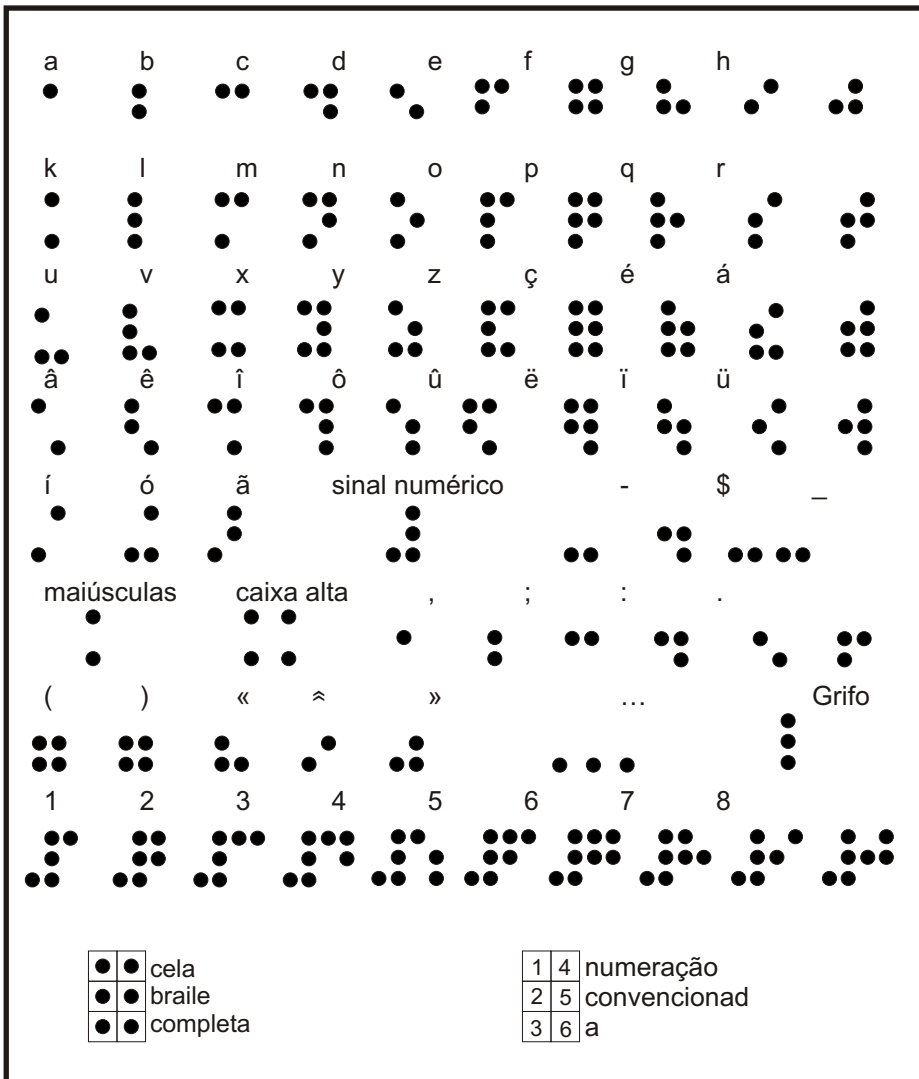 a b c d e f g h
k l m n o p q r
u v x y z ç é á
â ê î ô û ë ï ü
í ó ã sinal numérico - $ _
maiúsculas caixa alta , ; : .
( ) « » … Grifo
1 2 3 4 5 6 7 8
cela
braile
completa
1 4 numeração
2 5 convencionad
3 6 a